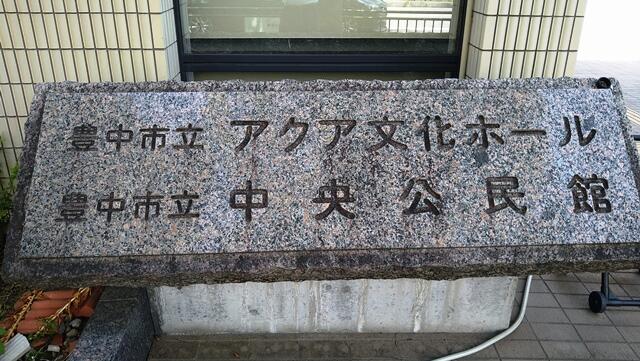 豊中市立 アクア文化ホール
豊中市立 中央公民館